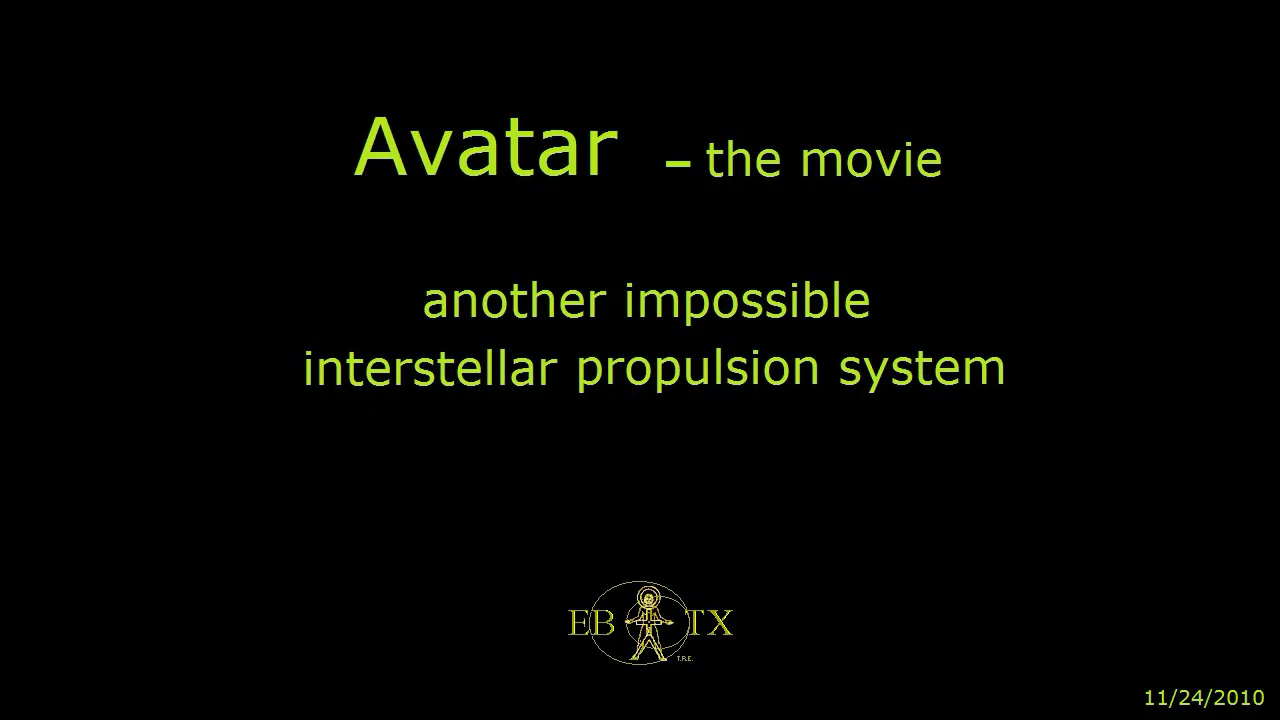 Avatar – the movie
another impossible
interstellar propulsion system
EB TX
T.R.E.
11/24/2010